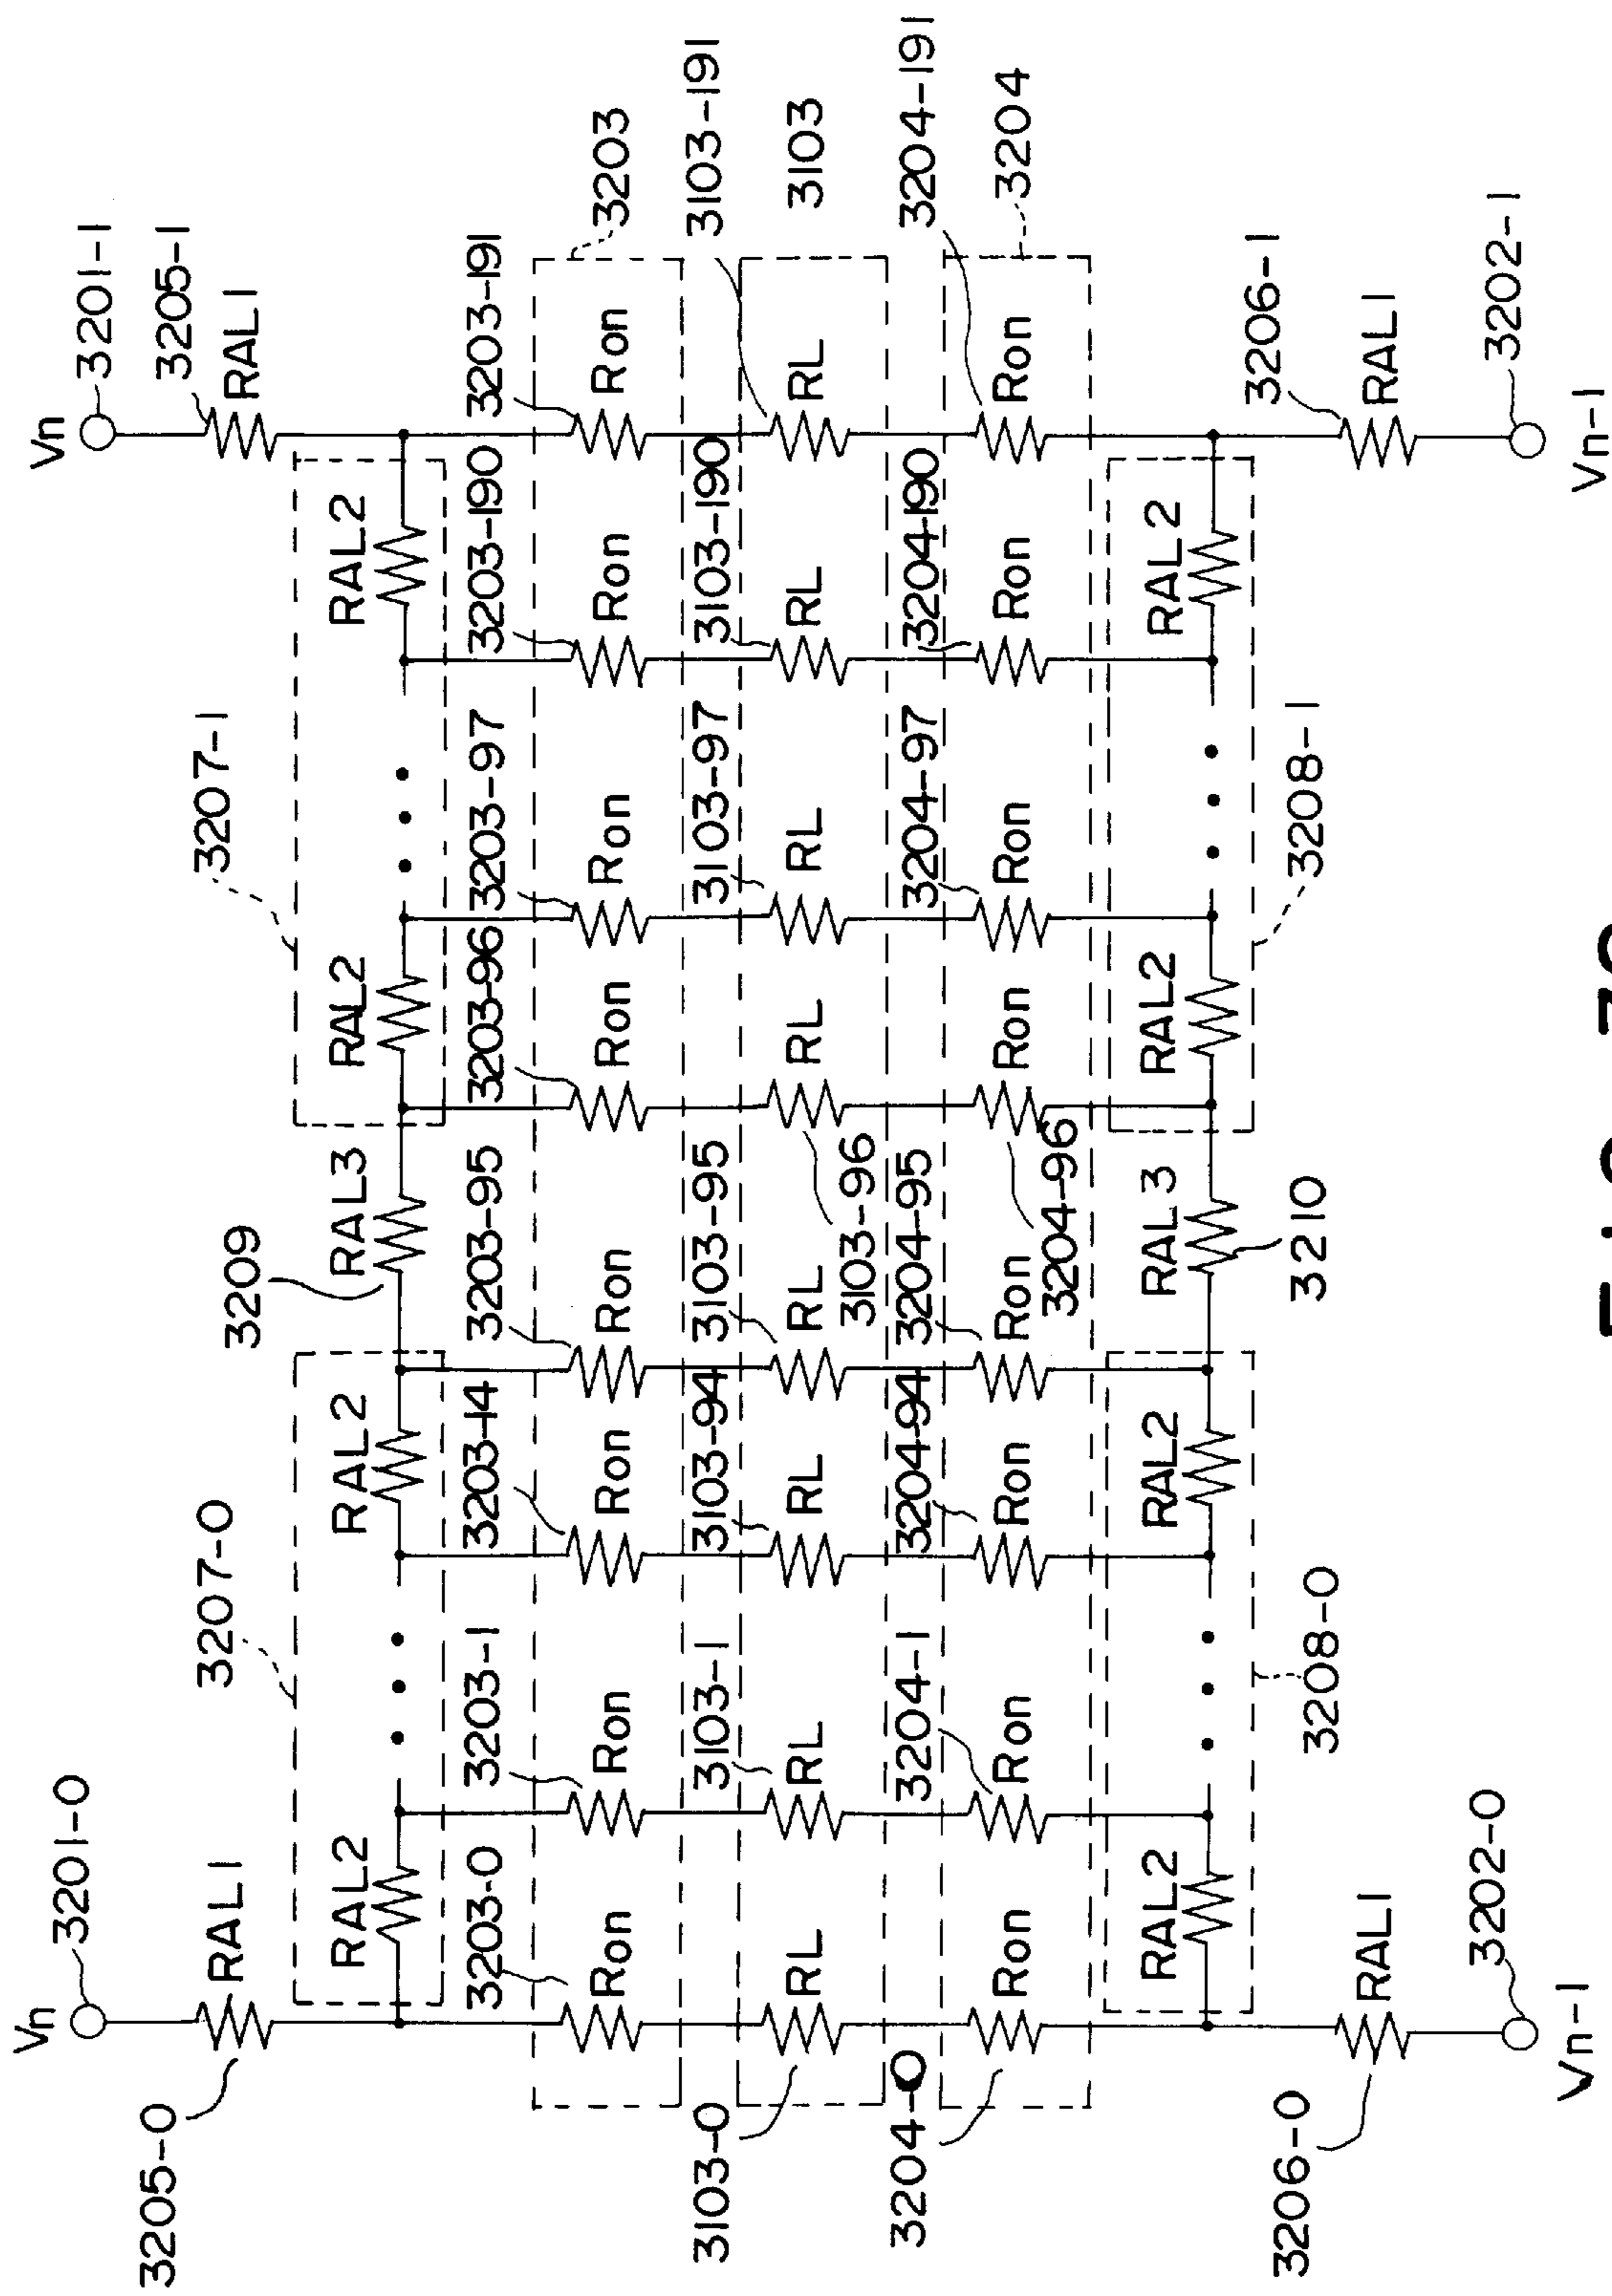 Vn Vn
3201-0 3201-1
3205-0 3205-1
RAL1 RAL1
3207-0 3209 3207-1
RAL2 RAL2 RAL3 RAL2 RAL2
3203-0 3203-1 3203-14 3203-95 3203-96 3203-97 3203-190 3203-191
Ron Ron Ron Ron Ron Ron Ron Ron 3203
3103-0 3103-1 3103-94 3103-95 3103-97 3103-190 3103-191
RL RL RL RL RL RL RL RL 3103
3103-96
3204-0 3204-1 3204-94 3204-95 3204-97 3204-190 3204-191
Ron Ron Ron Ron Ron Ron Ron Ron 3204
3204-96
RAL2 RAL2 RAL3 RAL2 RAL2
3206-0 3208-0 3210 3208-1 3206-1
RAL1 RAL1
3202-0 3202-1
Vn-1 Vn-1